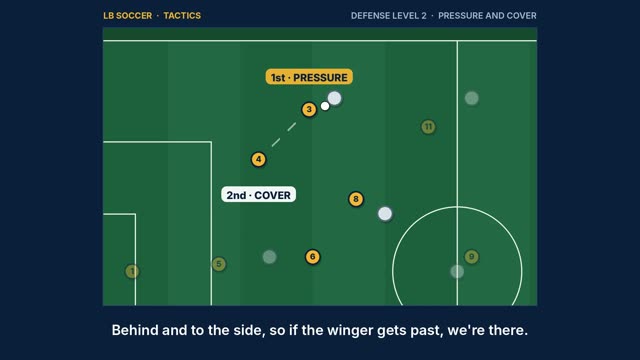 LB SOCCER · TACTICS
DEFENSE LEVEL 2 · PRESSURE AND COVER
1st · PRESSURE
3
11
4
2nd · COVER
8
6
5
1
9
Behind and to the side, so if the winger gets past, we're there.